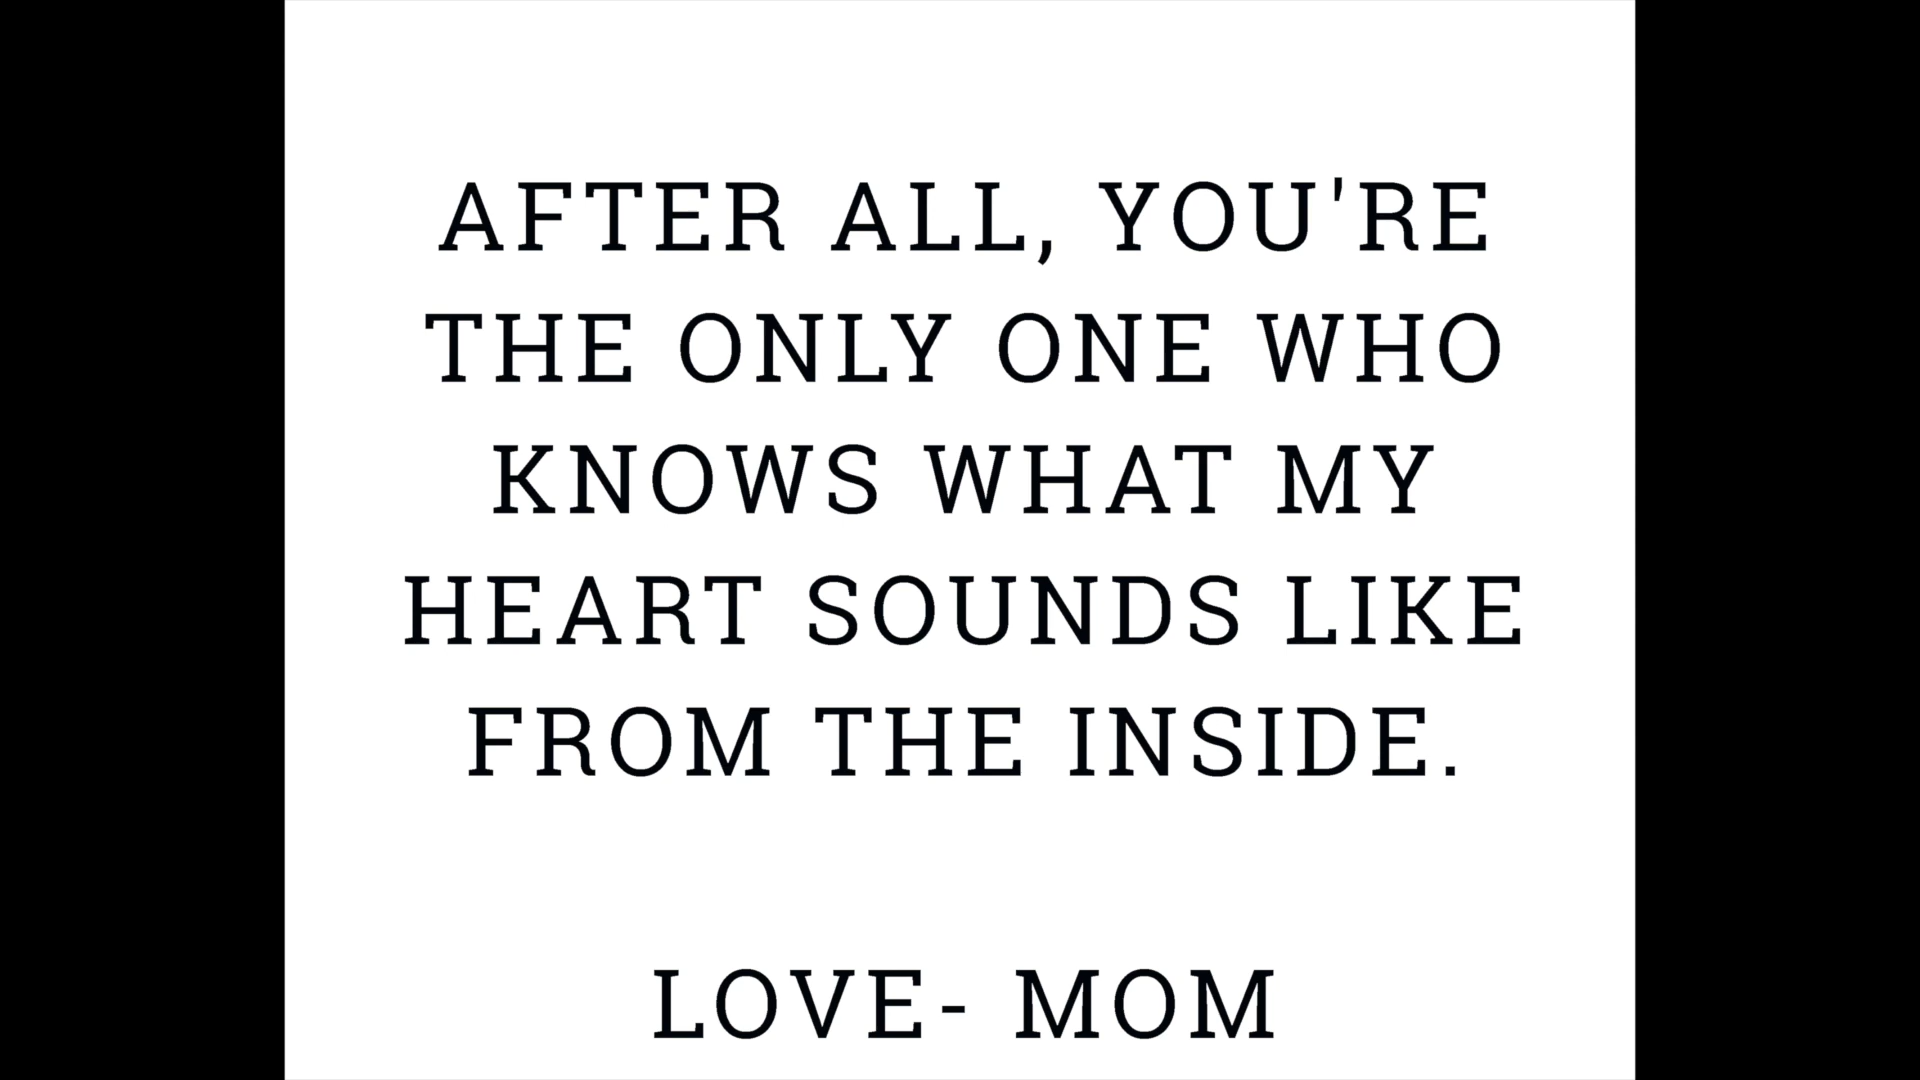 AFTER ALL, YOU'RE
THE ONLY ONE WHO
KNOWS WHAT MY
HEART SOUNDS LIKE
FROM THE INSIDE.
LOVE- MOM